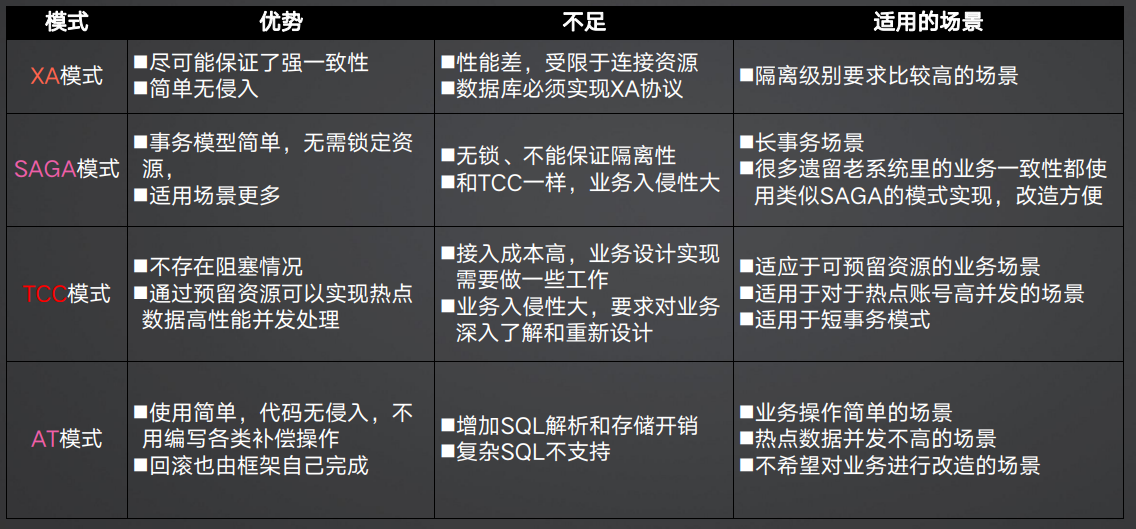 模式 优势 不足 适用的场景
XA模式
■尽可能保证了强一致性
■简单无侵入
■性能差，受限于连接资源
■数据库必须实现XA协议
■隔离级别要求比较高的场景
SAGA模式
■事务模型简单，无需锁定资
源，
■适用场景更多
■无锁、不能保证隔离性
■和TCC一样，业务入侵性大
■长事务场景
■很多遗留老系统里的业务一致性都使
用类似SAGA的模式实现，改造方便
TCC模式
■不存在阻塞情况
■通过预留资源可以实现热点
数据高性能并发处理
■接入成本高，业务设计实现
需要做一些工作
■业务入侵性大，要求对业务
深入了解和重新设计
■适应于可预留资源的业务场景
■适用于对于热点账号高并发的场景
■适用于短事务模式
AT模式
■使用简单，代码无侵入，不
用编写各类补偿操作
■回滚也由框架自己完成
■增加SQL解析和存储开销
■复杂SQL不支持
■业务操作简单的场景
■热点数据并发不高的场景
■不希望对业务进行改造的场景